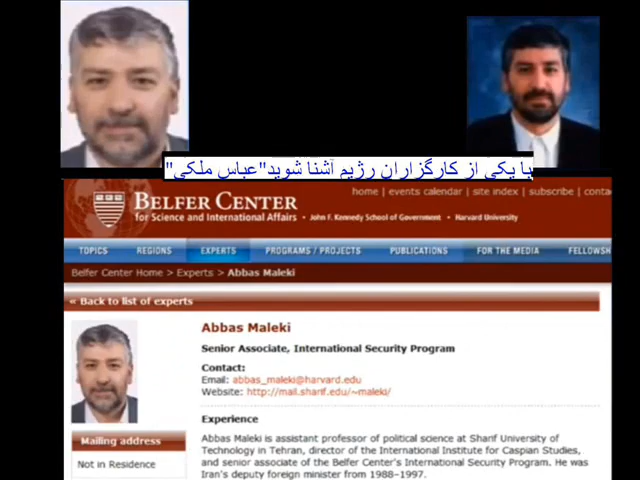 با یکی از کارگزاران رژیم آشنا شوید"عباس ملکی"
home | events calendar | site index | subscribe | conta
BELFER CENTER
for Science and International Affairs • John F. Kennedy School of Government • Harvard University
TOPICS REGIONS EXPERTS PROGRAMS / PROJECTS PUBLICATIONS FOR THE MEDIA FELLOWSH
Belfer Center Home > Experts > Abbas Maleki
« Back to list of experts
Abbas Maleki
Senior Associate, International Security Program
Contact:
Email: abbas_maleki@harvard.edu
Website: http://mail.sharif.edu/~maleki/
Experience
Mailing address
Not in Residence
Abbas Maleki is assistant professor of political science at Sharif University of
Technology in Tehran, director of the International Institute for Caspian Studies,
and senior associate of the Belfer Center's International Security Program. He was
Iran's deputy foreign minister from 1988–1997.